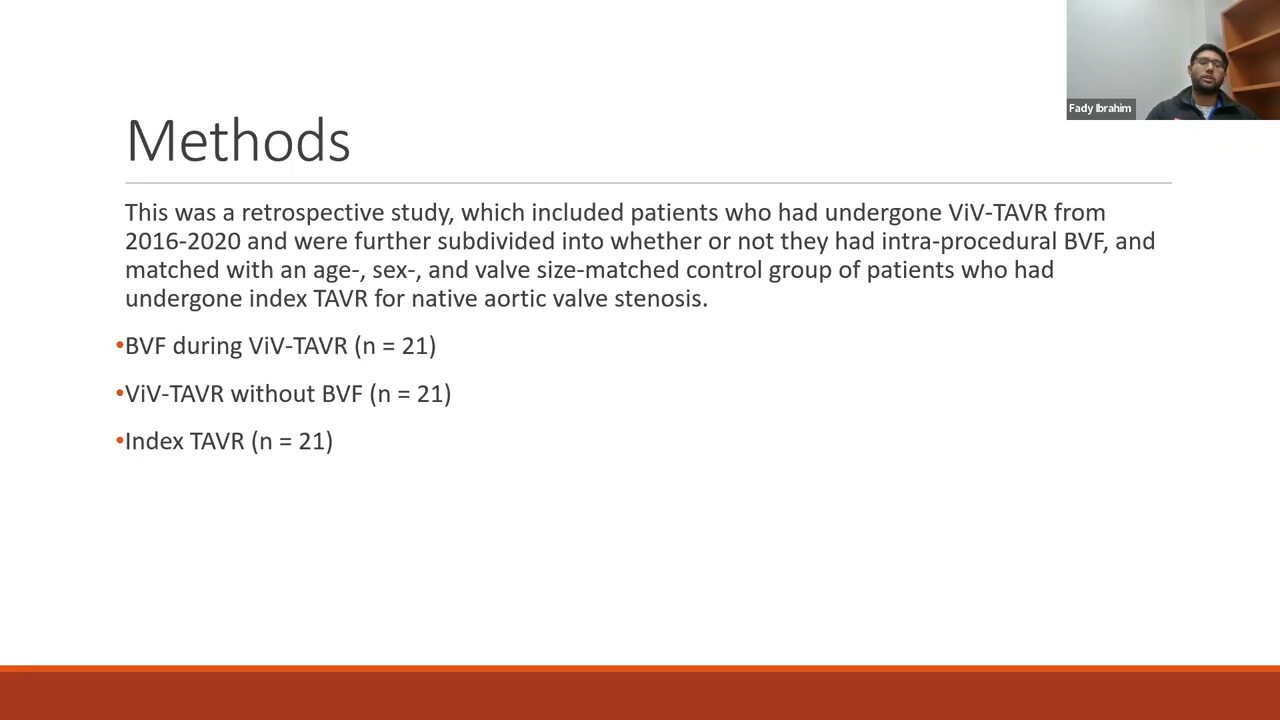 Fady Ibrahim
Methods
This was a retrospective study, which included patients who had undergone ViV-TAVR from
2016-2020 and were further subdivided into whether or not they had intra-procedural BVF, and
matched with an age-, sex-, and valve size-matched control group of patients who had
undergone index TAVR for native aortic valve stenosis.
•BVF during ViV-TAVR (n = 21)
•ViV-TAVR without BVF (n = 21)
•Index TAVR (n = 21)